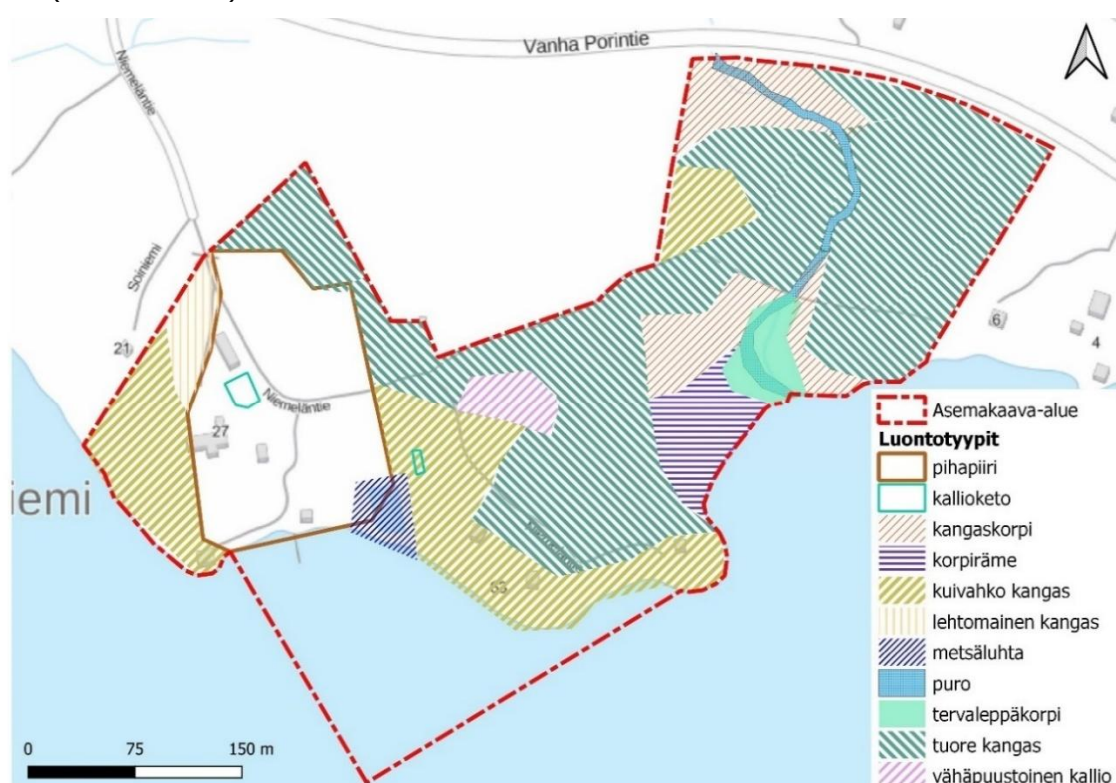 Vanha Porintie
Niemeläntie
Soiniemi
21
Niemeläntie
27
iemi
55
6
4
Asemakaava-alue
Luontotyypit
pihapiiri
kallioketo
kangaskorpi
korpiräme
kuivahko kangas
lehtomainen kangas
metsäluhta
puro
tervaleppäkorpi
tuore kangas
vähäpuustoinen kallio
0 75 150 m